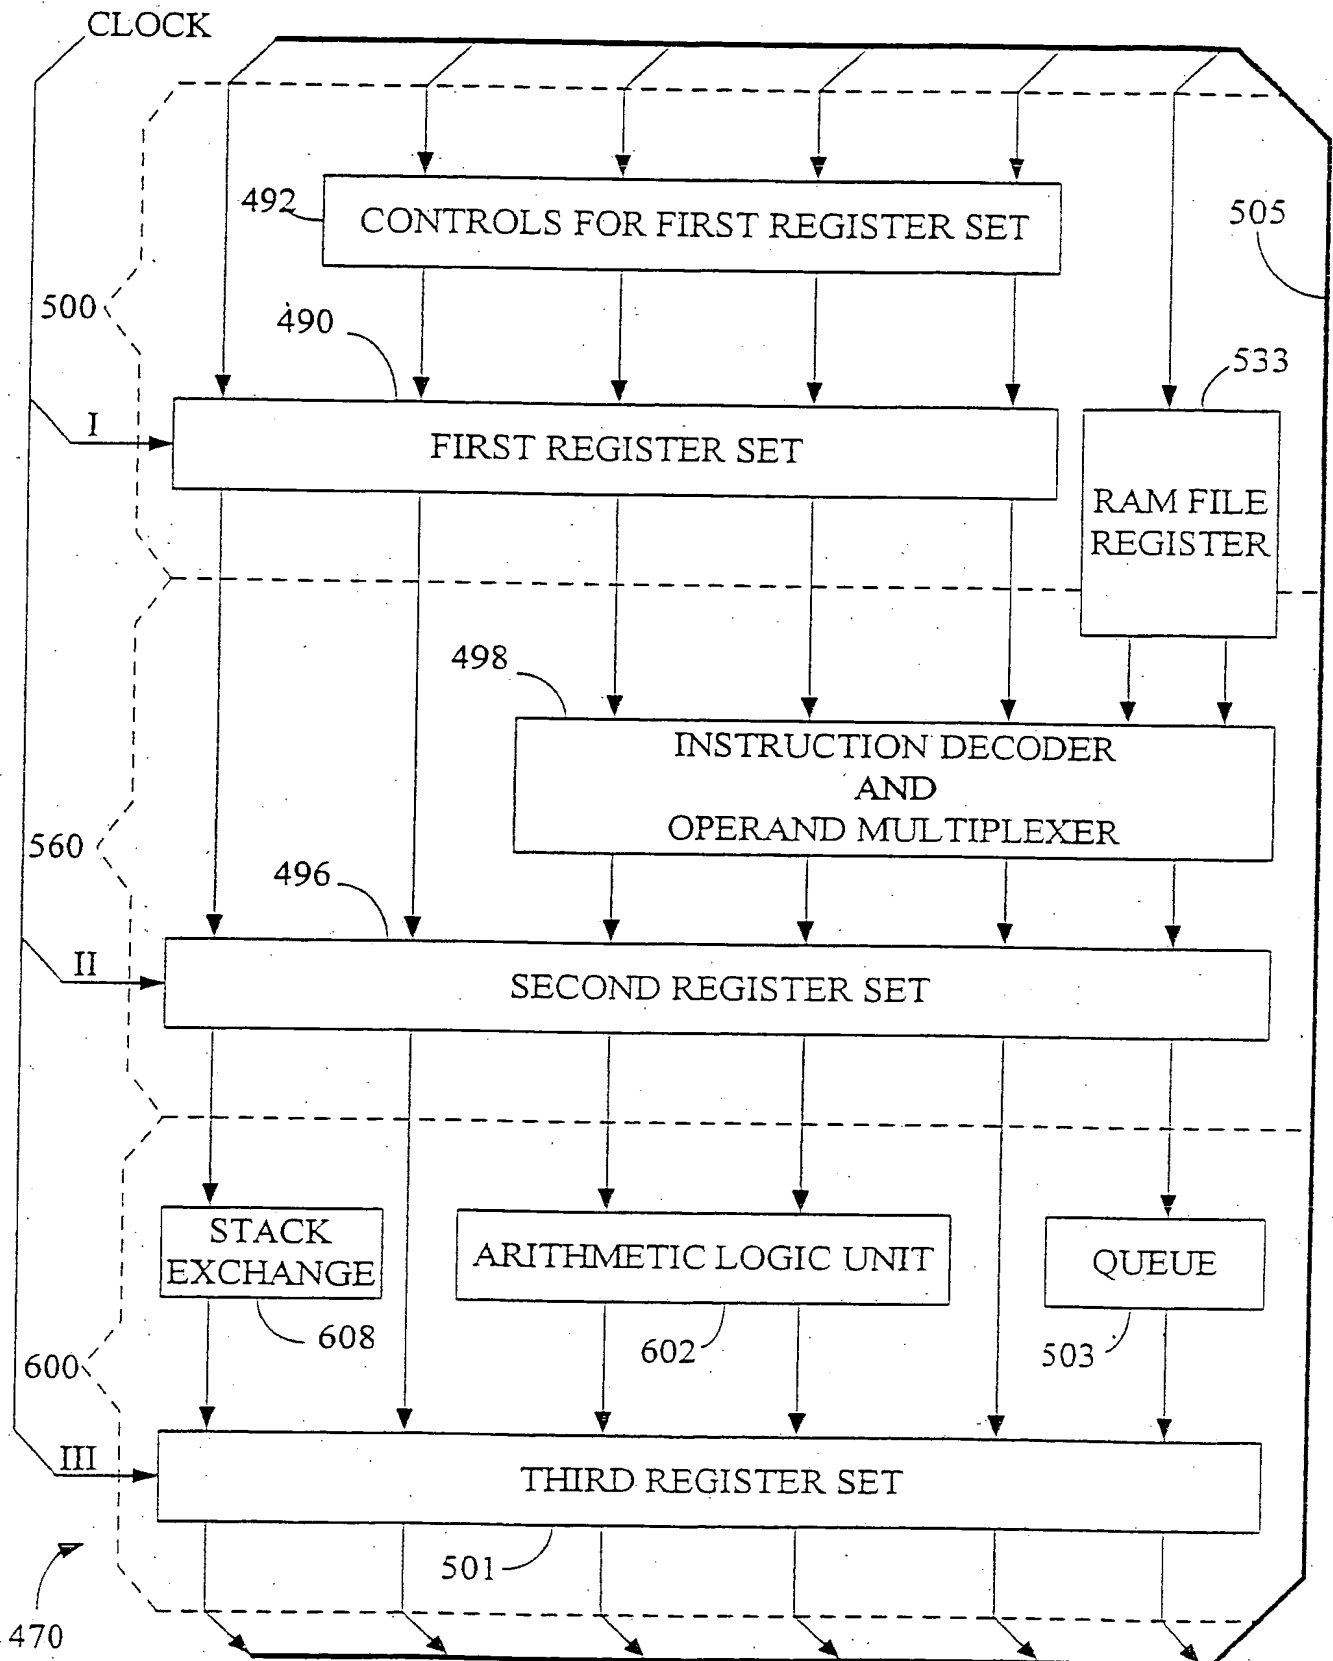 CLOCK
492
CONTROLS FOR FIRST REGISTER SET
505
500
490
533
I
FIRST REGISTER SET
RAM FILE
REGISTER
498
INSTRUCTION DECODER
AND
OPERAND MULTIPLEXER
560
496
II
SECOND REGISTER SET
STACK
EXCHANGE
ARITHMETIC LOGIC UNIT
QUEUE
608
602
503
600
III
THIRD REGISTER SET
501
470